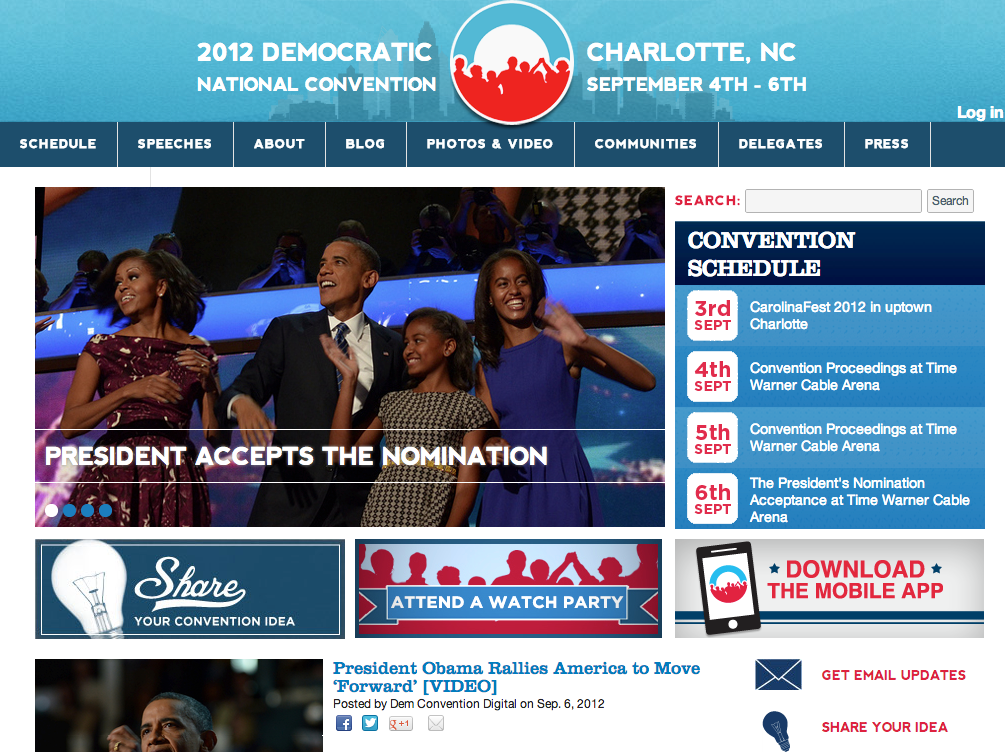 2012 DEMOCRATIC
NATIONAL CONVENTION
CHARLOTTE, NC
SEPTEMBER 4TH - 6TH
Log in
SCHEDULE
SPEECHES
ABOUT
BLOG
PHOTOS & VIDEO
COMMUNITIES
DELEGATES
PRESS
PRESIDENT ACCEPTS THE NOMINATION
SEARCH:
Search
CONVENTION
SCHEDULE
3rd
SEPT
CarolinaFest 2012 in uptown
Charlotte
4th
SEPT
Convention Proceedings at Time
Warner Cable Arena
5th
SEPT
Convention Proceedings at Time
Warner Cable Arena
6th
SEPT
The President's Nomination
Acceptance at Time Warner Cable
Arena
Share
YOUR CONVENTION IDEA
ATTEND A WATCH PARTY
DOWNLOAD
THE MOBILE APP
President Obama Rallies America to Move
‘Forward’ [VIDEO]
Posted by Dem Convention Digital on Sep. 6, 2012
f
g +1
GET EMAIL UPDATES
SHARE YOUR IDEA